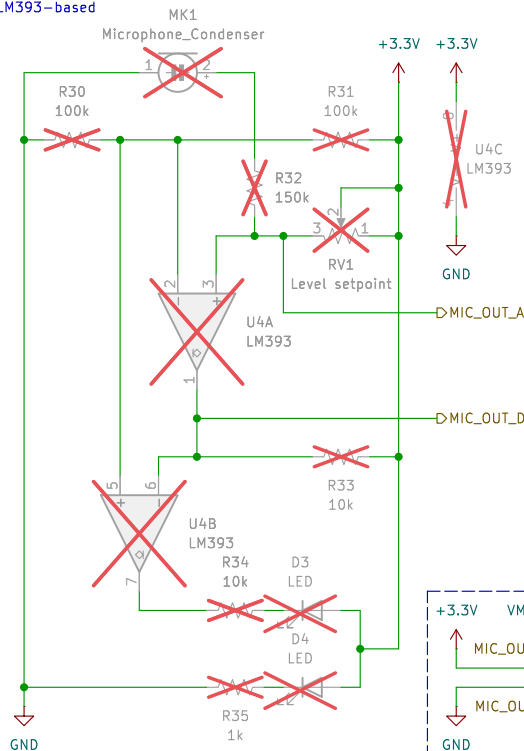 LM393-based
MK1
Microphone_Condenser
1
2
+
+3.3V
+3.3V
R30
100k
R31
100k
U4C
LM393
8
R32
150k
2
3
1
RV1
Level setpoint
GND
2
3
-
+
MIC_OUT_A
U4A
LM393
1
MIC_OUT_D
5
6
+
-
R33
10k
U4B
LM393
7
R34
10k
D3
LED
D4
LED
+3.3V
VM
MIC_OU
R35
1k
MIC_OU
GND
GND